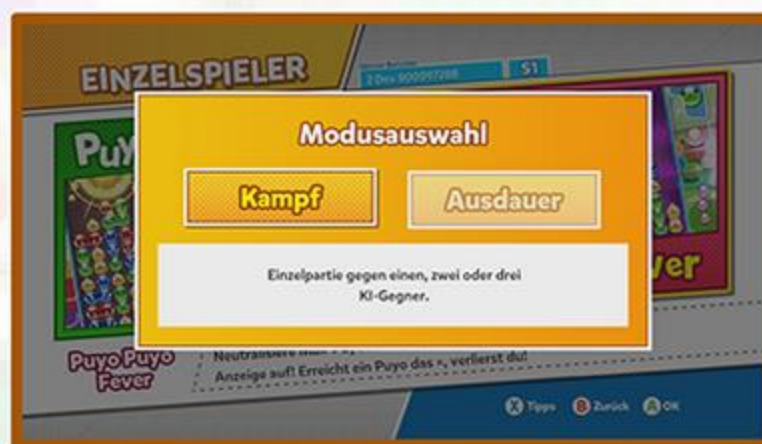 EINZELSPIELER
S1
Modusauswahl
Kampf
Ausdauer
Einzelpartie gegen einen, zwei oder drei
KI-Gegner.
Puyo Puyo
Fever
Neutralisiere
Anzeige auf! Erreicht ein Puyo das ×, verlierst du!
X Tipps B Zurück A OK